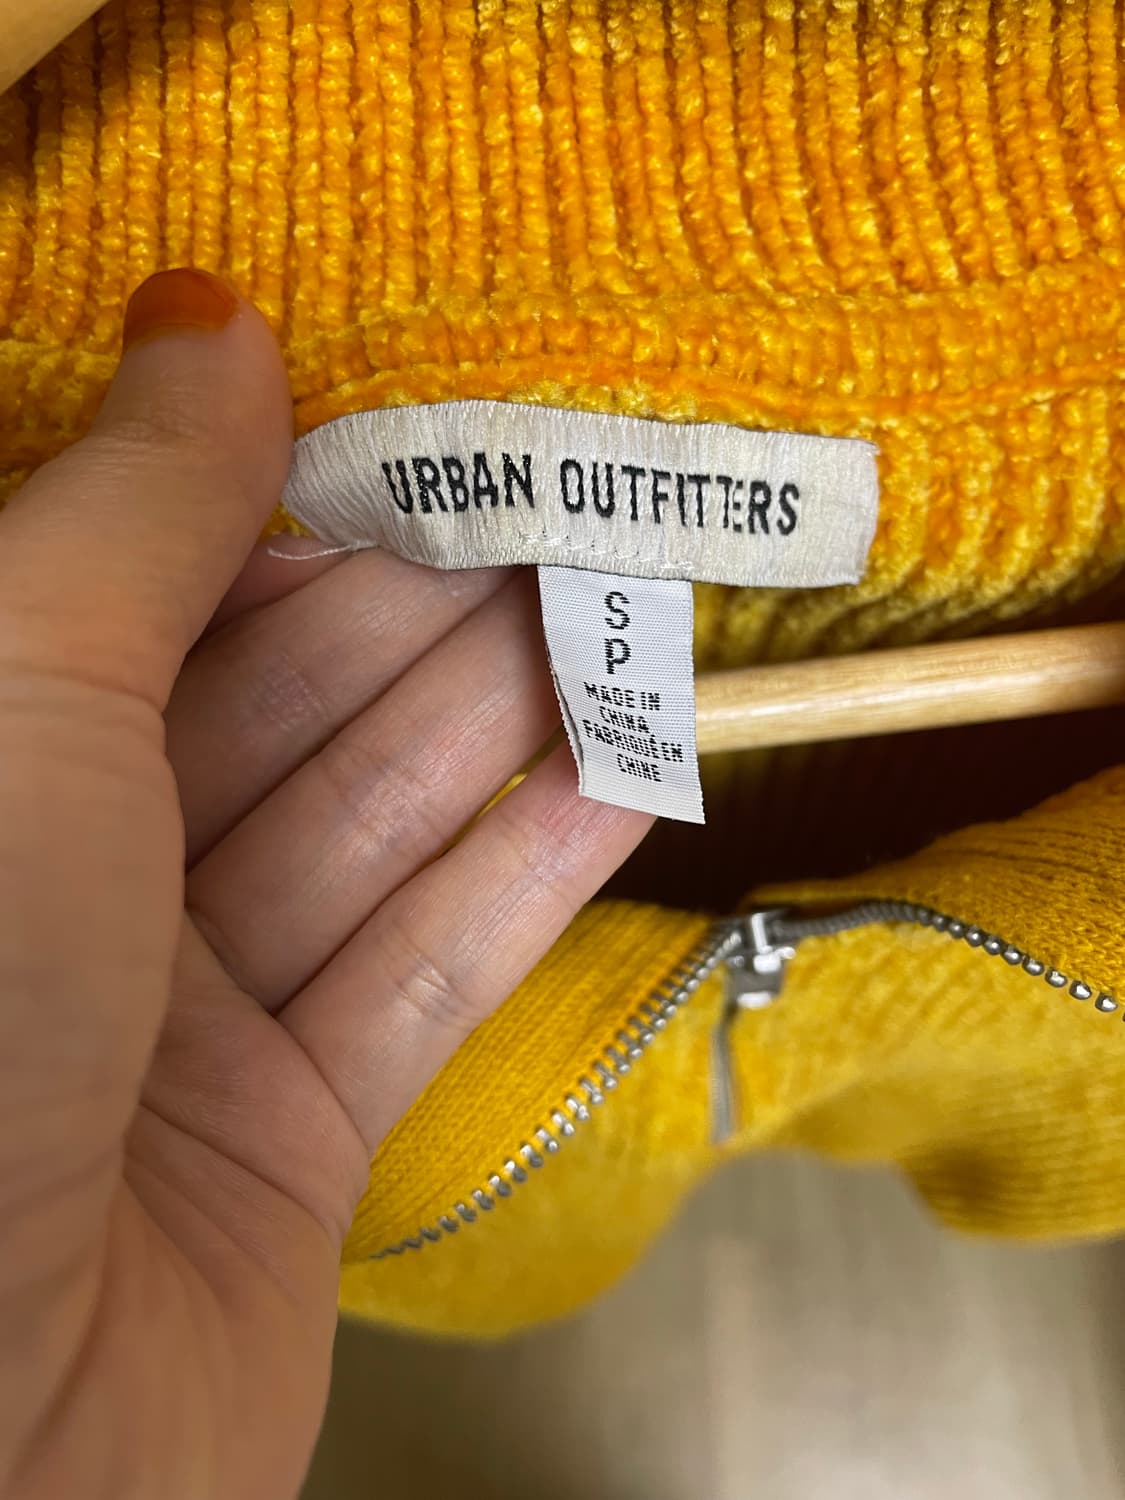 URBAN OUTFITTERS
S
P
MADE IN
CHINA
FABRIQUÉ EN
CHINE